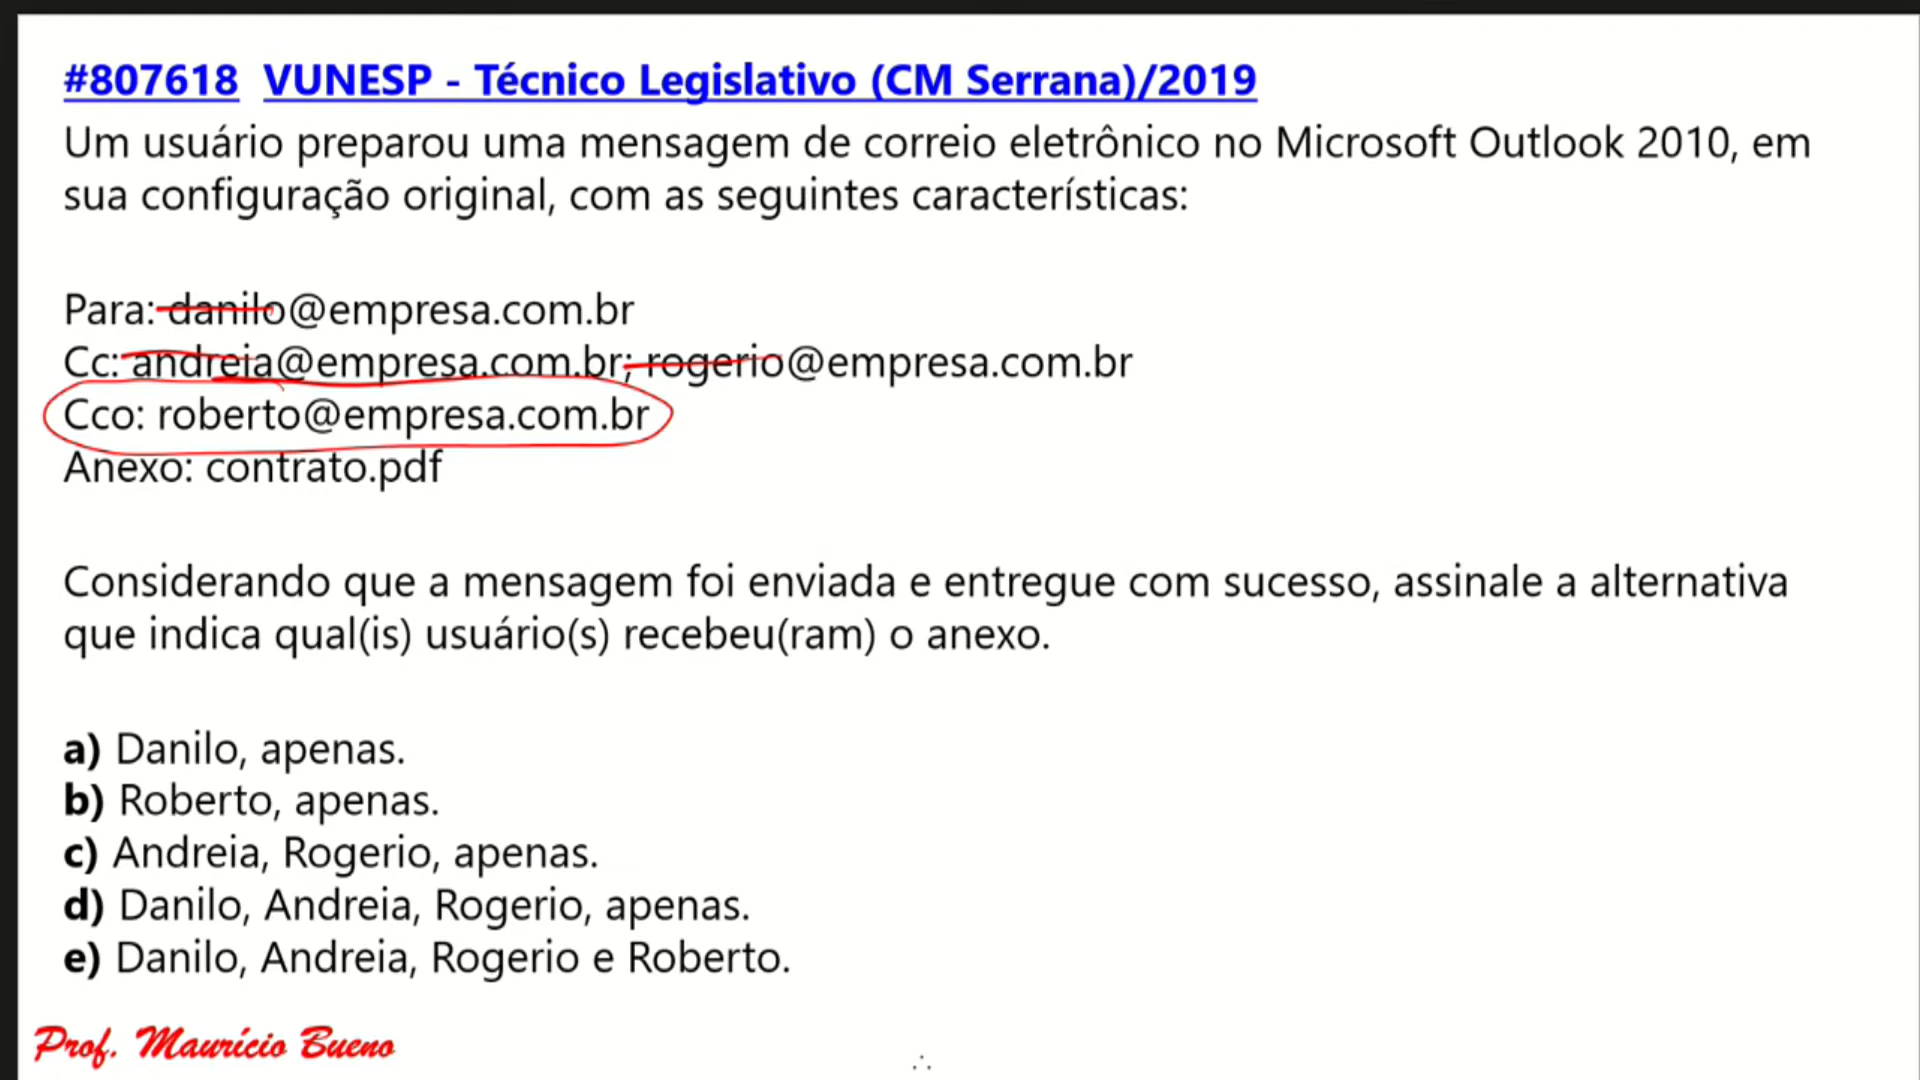 #807618 VUNESP - Técnico Legislativo (CM Serrana)/2019
Um usuário preparou uma mensagem de correio eletrônico no Microsoft Outlook 2010, em
sua configuração original, com as seguintes características:
Para: danilo@empresa.com.br
Cc: andreia@empresa.com.br; rogerio@empresa.com.br
Cco: roberto@empresa.com.br
Anexo: contrato.pdf
Considerando que a mensagem foi enviada e entregue com sucesso, assinale a alternativa
que indica qual(is) usuário(s) recebeu(ram) o anexo.
a) Danilo, apenas.
b) Roberto, apenas.
c) Andreia, Rogerio, apenas.
d) Danilo, Andreia, Rogerio, apenas.
e) Danilo, Andreia, Rogerio e Roberto.
Prof. Maurício Bueno